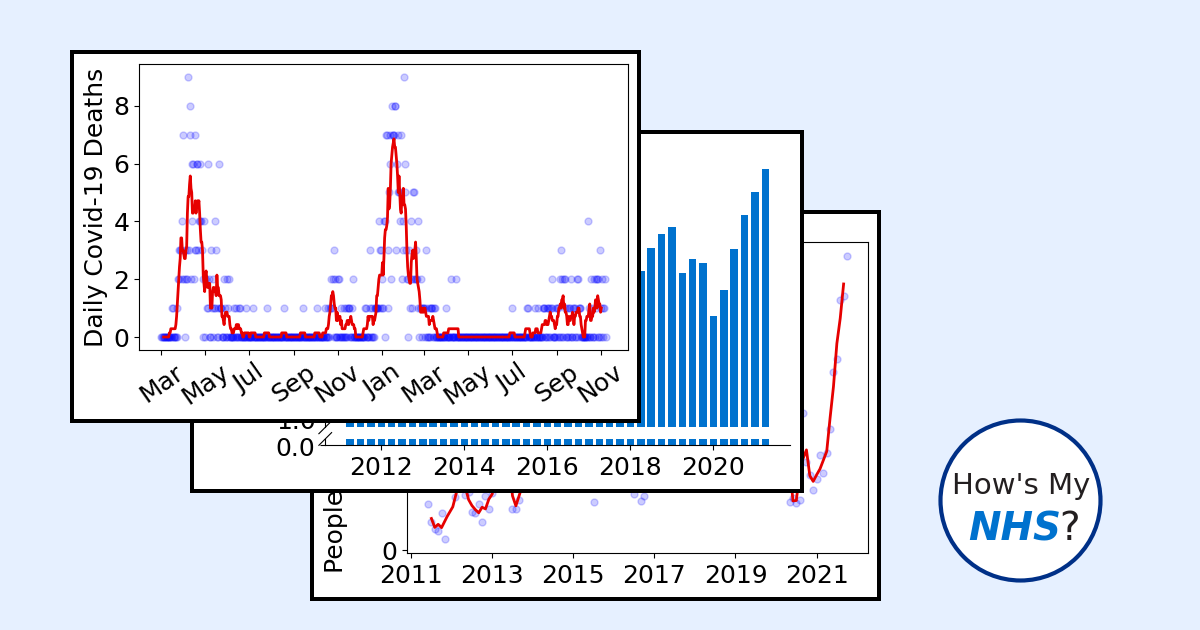 Daily Covid-19 Deaths
8
6
4
2
0
Mar May Jul Sep Nov Jan Mar May Jul Sep Nov
1.0
0.0
2012 2014 2016 2018 2020
People
0
2011 2013 2015 2017 2019 2021
How's My
NHS?